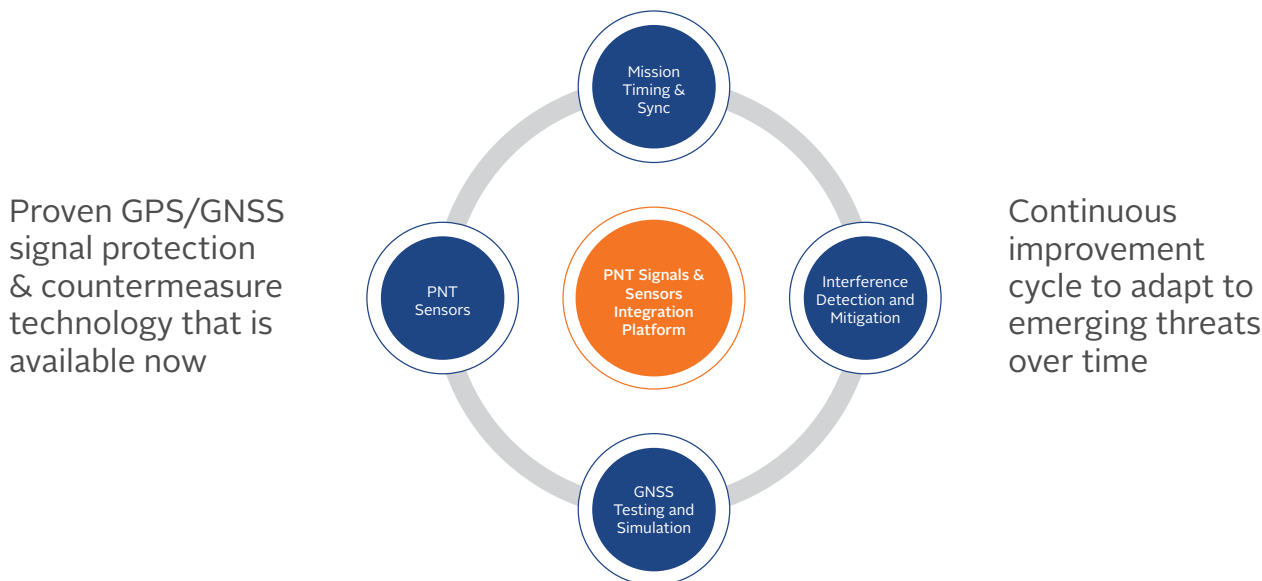 Proven GPS/GNSS
signal protection
& countermeasure
technology that is
available now
Mission
Timing &
Sync
PNT
Sensors
PNT Signals &
Sensors
Integration
Platform
Interference
Detection and
Mitigation
GNSS
Testing and
Simulation
Continuous
improvement
cycle to adapt to
emerging threats
over time